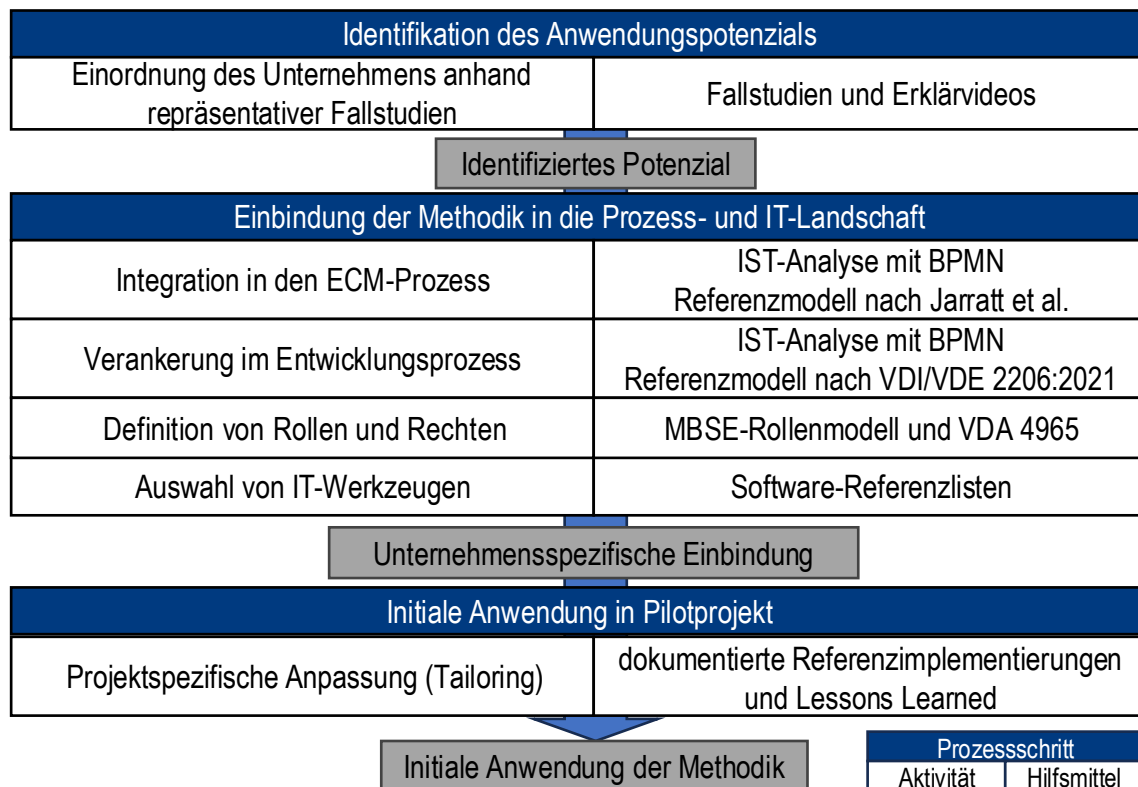 Identifikation des Anwendungspotenzials
Einordnung des Unternehmens anhand
repräsentativer Fallstudien
Fallstudien und Erklärvideos
Identifiziertes Potenzial
Einbindung der Methodik in die Prozess- und IT-Landschaft
Integration in den ECM-Prozess
IST-Analyse mit BPMN
Referenzmodell nach Jarratt et al.
Verankerung im Entwicklungsprozess
IST-Analyse mit BPMN
Referenzmodell nach VDI/VDE 2206:2021
Definition von Rollen und Rechten
MBSE-Rollenmodell und VDA 4965
Auswahl von IT-Werkzeugen
Software-Referenzlisten
Unternehmensspezifische Einbindung
Initiale Anwendung in Pilotprojekt
Projektspezifische Anpassung (Tailoring)
dokumentierte Referenzimplementierungen
und Lessons Learned
Initiale Anwendung der Methodik
Prozessschritt
Aktivität
Hilfsmittel